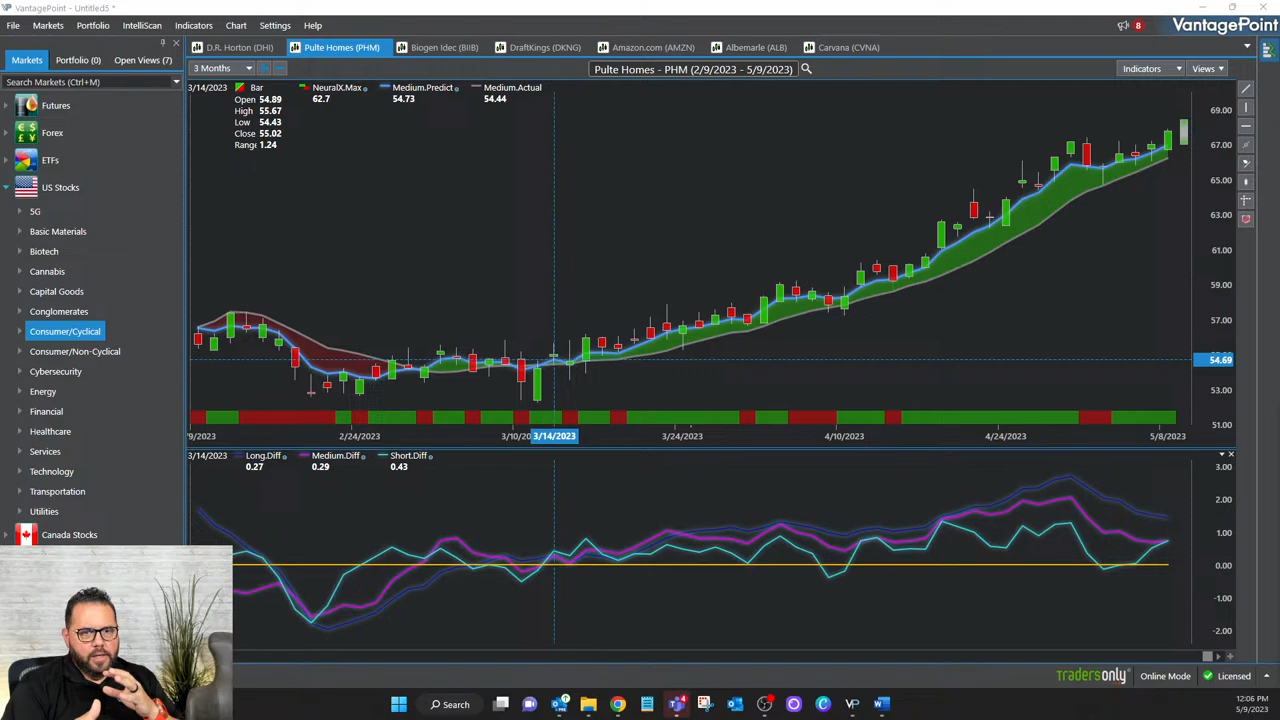 VantagePoint - Untitled5 *
File Markets Portfolio IntelliScan Indicators Chart Settings Help
8
VantagePoint
Markets Portfolio (0) Open Views (7)
D.R. Horton (DHI) Pulte Homes (PHM) Biogen Idec (BIIB) DraftKings (DKNG) Amazon.com (AMZN) Albemarle (ALB) Carvana (CVNA)
Search Markets (Ctrl+M)
3 Months
Pulte Homes - PHM (2/9/2023 - 5/9/2023)
Indicators Views
Futures
Forex
ETFs
US Stocks
5G
Basic Materials
Biotech
Cannabis
Capital Goods
Conglomerates
Consumer/Cyclical
Consumer/Non-Cyclical
Cybersecurity
Energy
Financial
Healthcare
Services
Technology
Transportation
Utilities
Canada Stocks
3/14/2023 Bar NeuralX.Max Medium.Predict Medium.Actual
Open 54.89 62.7 54.73 54.44
High 55.67
Low 54.43
Close 55.02
Range 1.24
69.00
67.00
65.00
63.00
61.00
59.00
57.00
54.69
53.00
51.00
/9/2023 2/24/2023 3/10/20 3/14/2023 3/24/2023 4/10/2023 4/24/2023 5/8/2023
3/14/2023 Long.Diff Medium.Diff Short.Diff
0.27 0.29 0.43
3.00
2.00
1.00
0.00
-1.00
-2.00
tradersonly Online Mode Licensed
Search
12:06 PM
5/9/2023